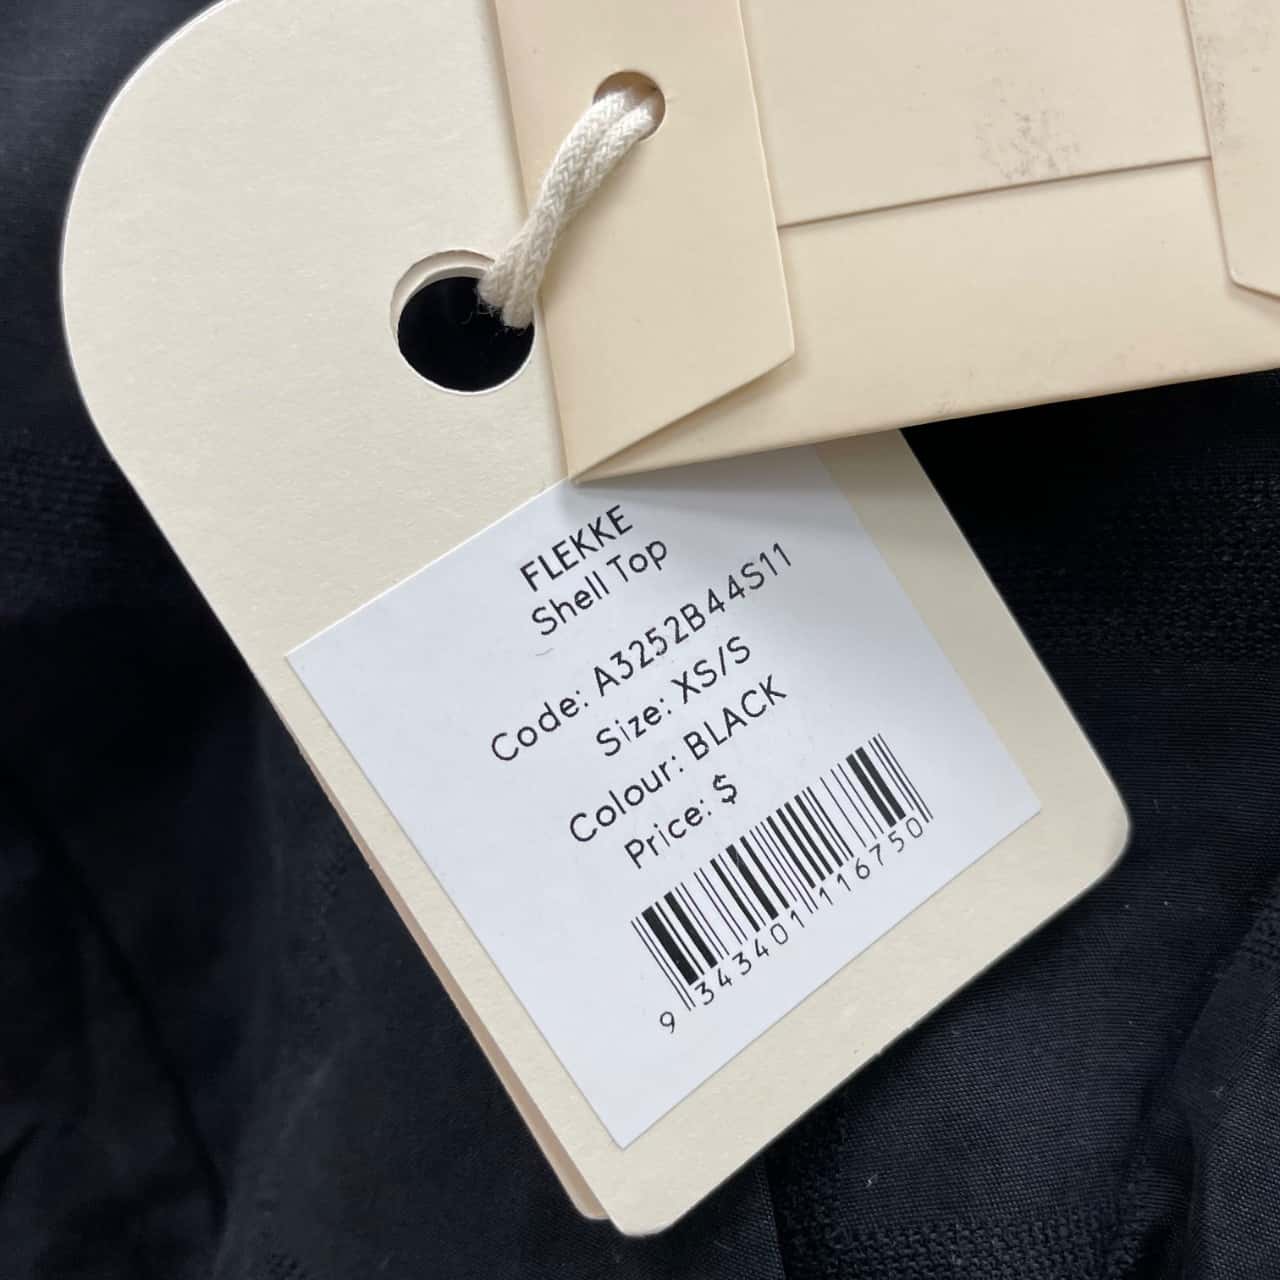 FLEKKE
Shell Top
Code: A3252B44S11
Size: XS/S
Colour: BLACK
Price: $
9 343401 116750